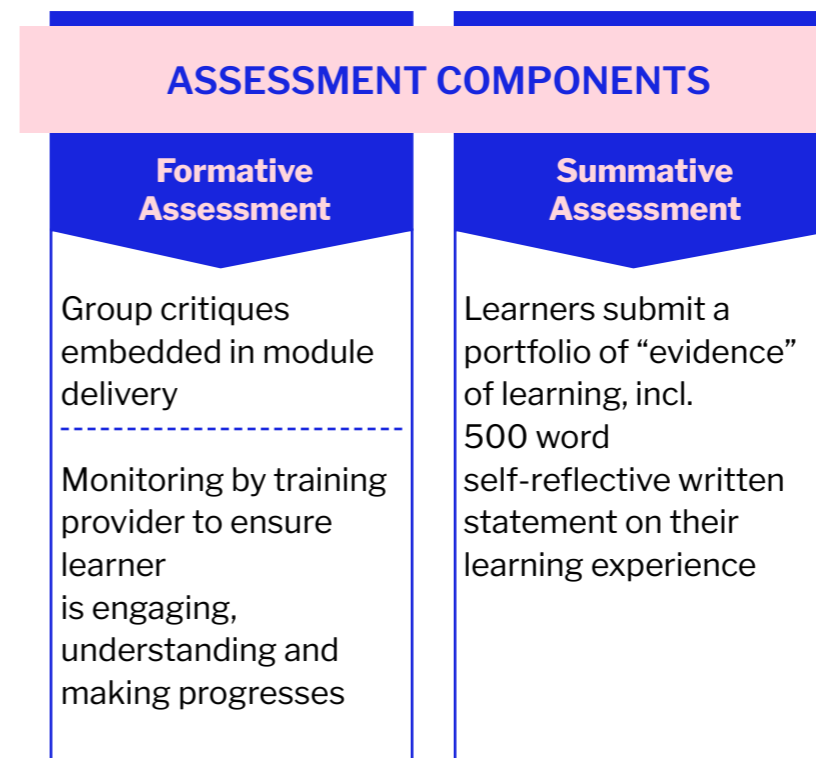 ASSESSMENT COMPONENTS
Formative
Assessment
Group critiques
embedded in module
delivery
Monitoring by training
provider to ensure
learner
is engaging,
understanding and
making progresses
Summative
Assessment
Learners submit a
portfolio of “evidence”
of learning, incl.
500 word
self-reflective written
statement on their
learning experience